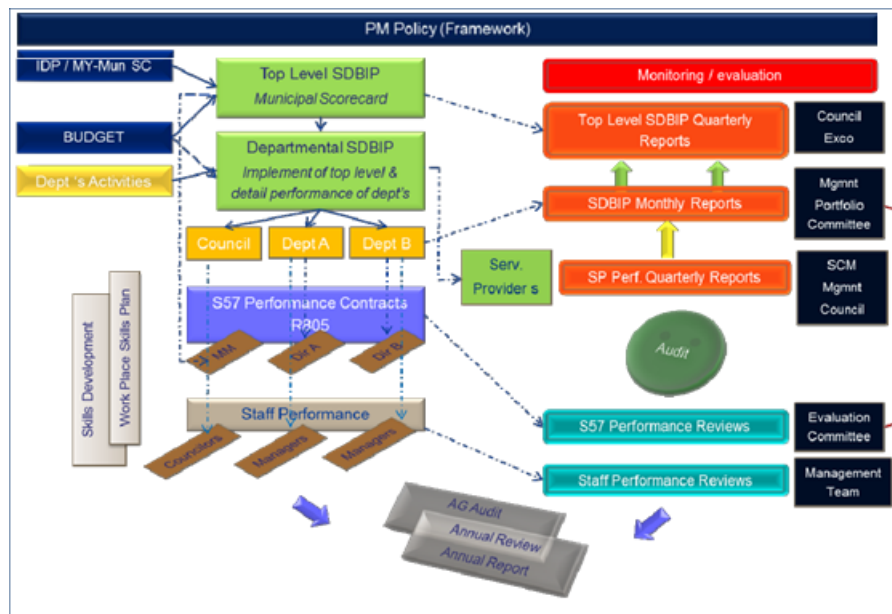 PM Policy (Framework)
IDP / MY-Mun SC
BUDGET
Dept 's Activities
Top Level SDBIP
Municipal Scorecard
Departmental SDBIP
Implement of top level &
detail performance of dept's
Council
Dept A
Dept B
Serv.
Provider s
S57 Performance Contracts
R805
MM
Dir A
Dir B
Staff Performance
Councilors
Managers
Managers
Skills Development
Work Place Skills Plan
Monitoring / evaluation
Top Level SDBIP Quarterly
Reports
Council
Exco
SDBIP Monthly Reports
Mgmnt
Portfolio
Committee
SP Perf. Quarterly Reports
SCM
Mgmnt
Council
Audit
S57 Performance Reviews
Evaluation
Committee
Staff Performance Reviews
Management
Team
AG Audit
Annual Review
Annual Report